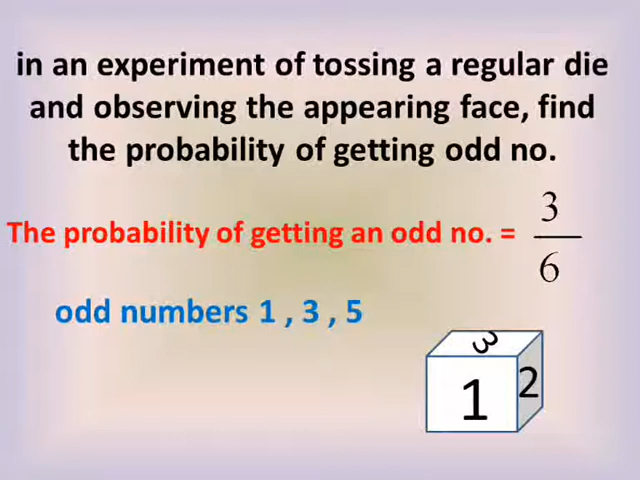 in an experiment of tossing a regular die
and observing the appearing face, find
the probability of getting odd no.
The probability of getting an odd no. = 3
6
odd numbers 1 , 3 , 5
3
1
2